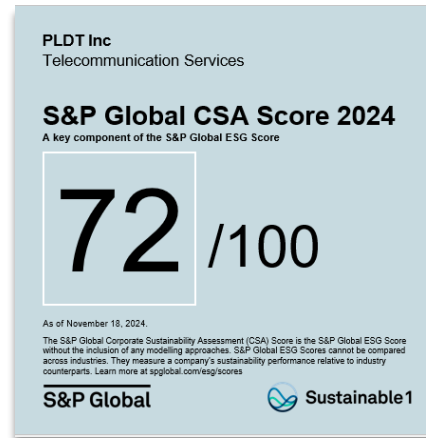 PLDT Inc
Telecommunication Services
S&P Global CSA Score 2024
A key component of the S&P Global ESG Score
72 /100
As of November 18, 2024.
The S&P Global Corporate Sustainability Assessment (CSA) Score is the S&P Global ESG Score
without the inclusion of any modelling approaches. S&P Global ESG Scores cannot be compared
across industries. They measure a company's sustainability performance relative to industry
counterparts. Learn more at spglobal.com/esg/scores
S&P Global
Sustainable1